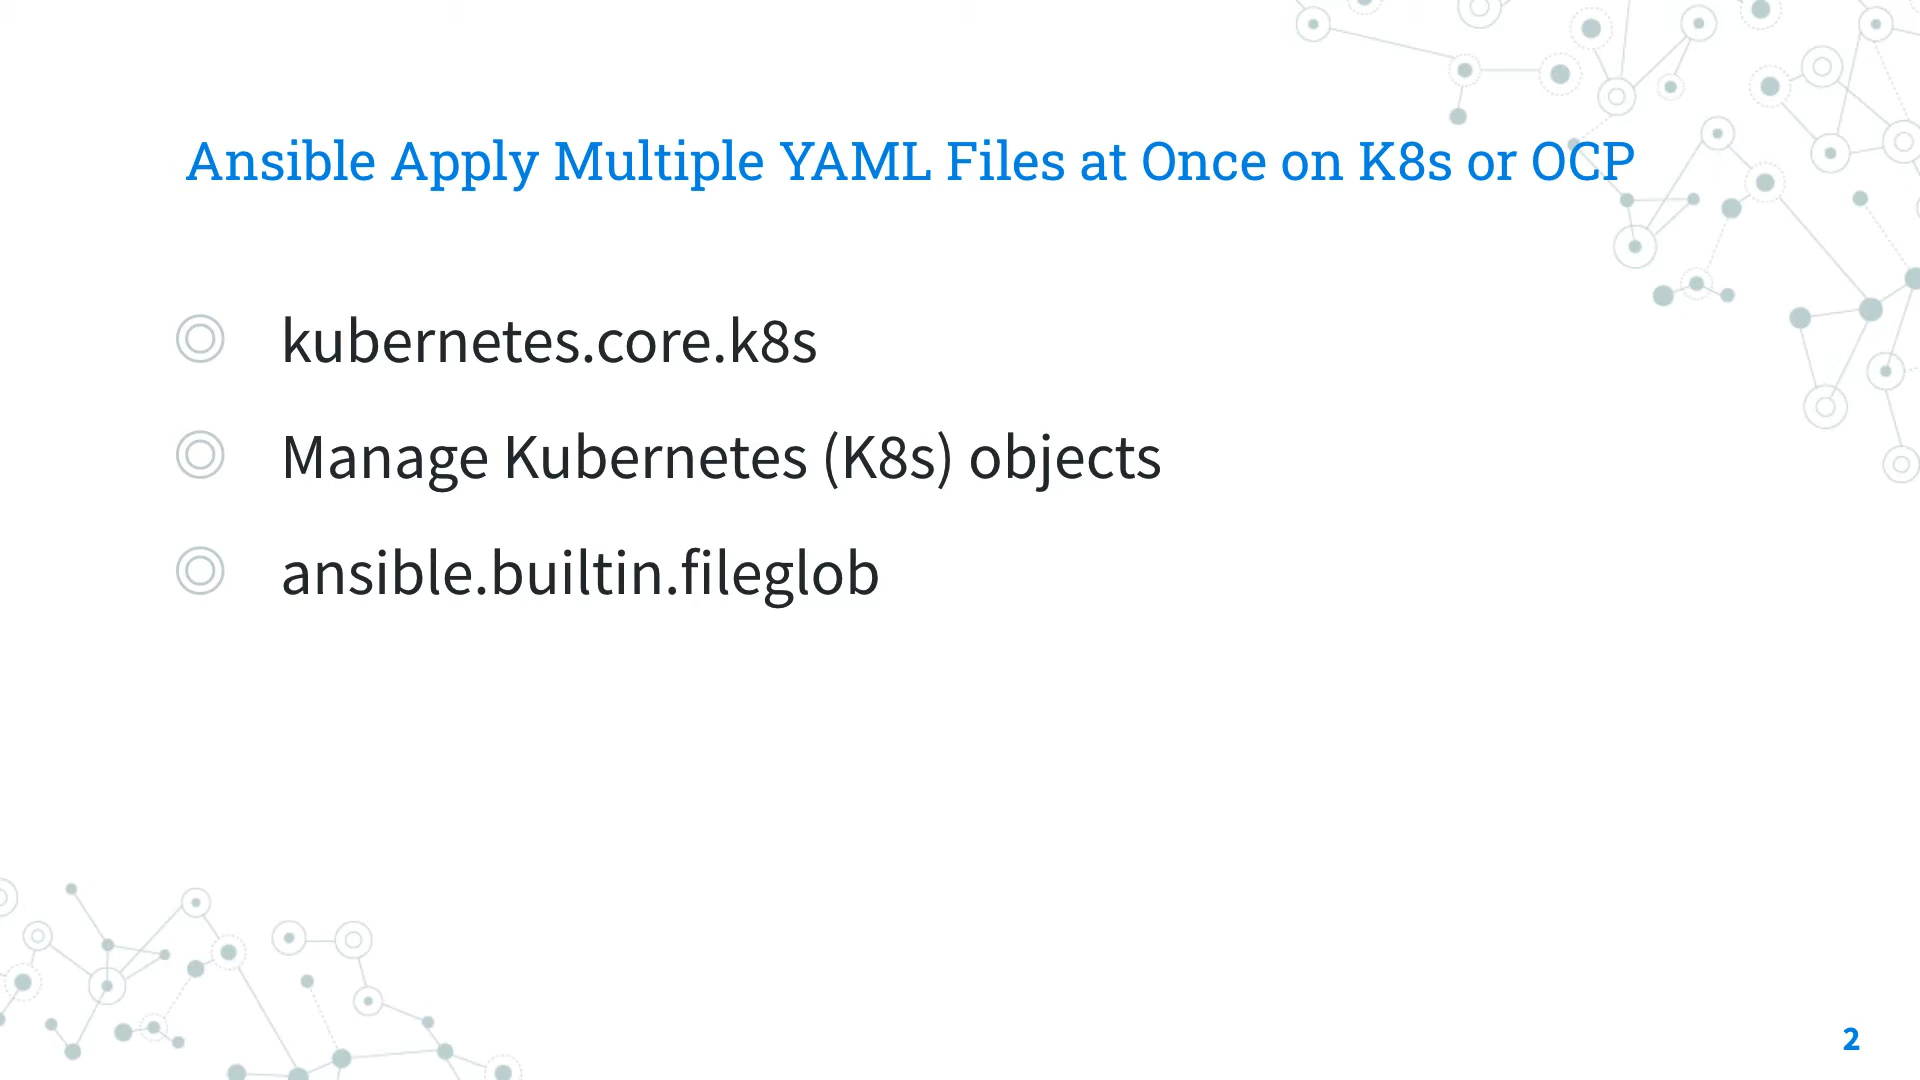 Ansible Apply Multiple YAML Files at Once on K8s or OCP
kubernetes.core.k8s
Manage Kubernetes (K8s) objects
ansible.builtin.fileglob
2